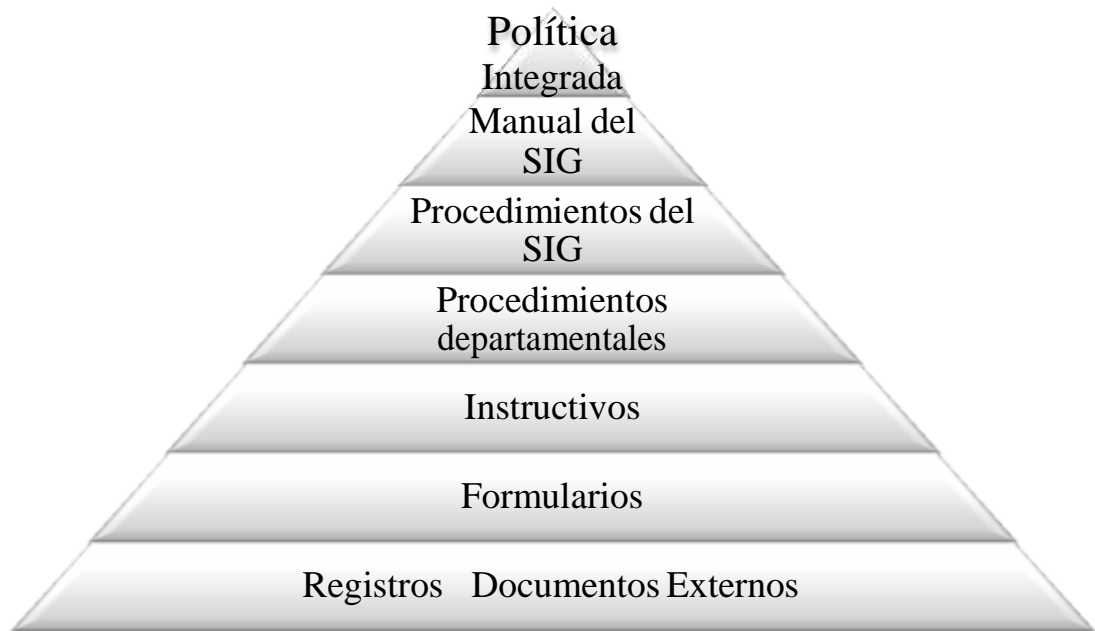 Política
Integrada
Manual del
SIG
Procedimientos del
SIG
Procedimientos
departamentales
Instructivos
Formularios
Registros Documentos Externos